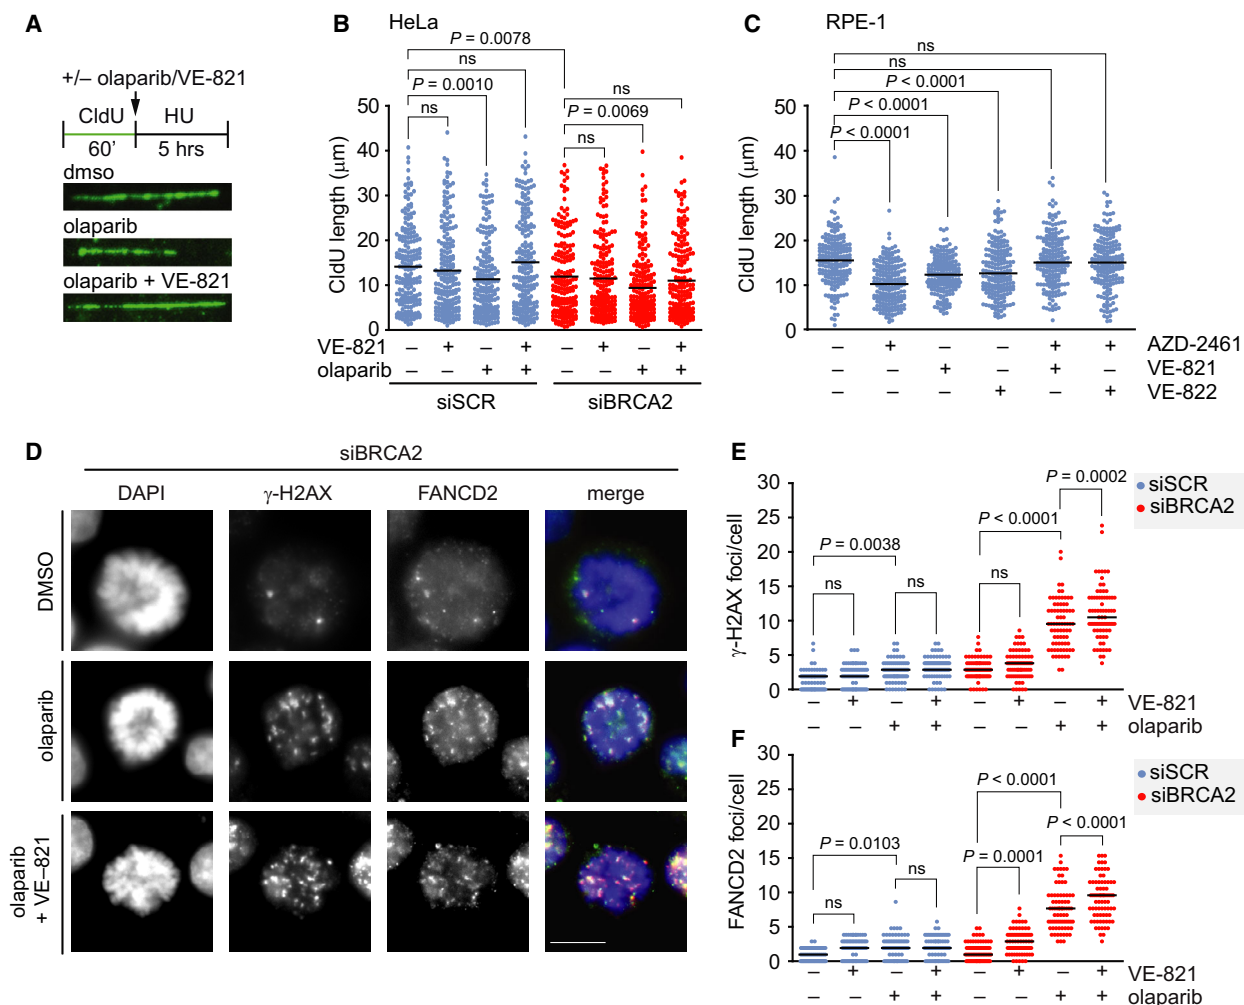 A
+/– olaparib/VE-821
CldU HU
60' 5 hrs
dmso
olaparib
olaparib + VE-821
B
HeLa
P = 0.0078
ns
P = 0.0010
ns
ns
P = 0.0069
ns
CldU length (μm)
50
40
30
20
10
0
VE-821 – + – + – + – +
olaparib – – + + – – + +
siSCR siBRCA2
C
RPE-1
ns
ns
P < 0.0001
P < 0.0001
P < 0.0001
CldU length (μm)
50
40
30
20
10
0
– + – – + + AZD-2461
– – + – + – VE-821
– – – + – + VE-822
D
siBRCA2
DAPI γ-H2AX FANCD2 merge
DMSO
olaparib
olaparib
+ VE–821
E
γ-H2AX foci/cell
30
25
20
15
10
5
0
P = 0.0038
ns
ns
P < 0.0001
ns
P = 0.0002
siSCR
siBRCA2
– + – + – + – + VE-821
– – + + – – + + olaparib
F
FANCD2 foci/cell
30
25
20
15
10
5
0
P = 0.0103
ns
ns
P < 0.0001
P = 0.0001
P < 0.0001
siSCR
siBRCA2
– + – + – + – + VE-821
– – + + – – + + olaparib